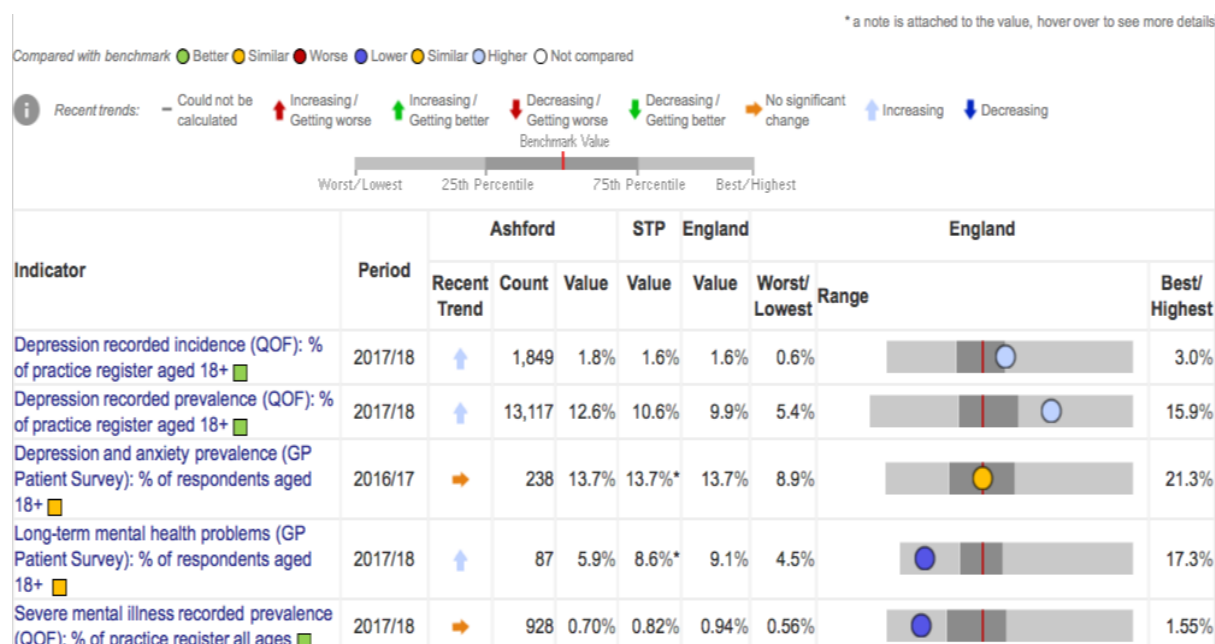 * a note is attached to the value, hover over to see more details
Compared with benchmark Better Similar Worse Lower Similar Higher Not compared
i Recent trends: Could not be calculated Increasing / Getting worse Increasing / Getting better Decreasing / Getting worse Decreasing / Getting better No significant change Increasing Decreasing
Benchmark Value
Worst/Lowest 25th Percentile 75th Percentile Best/Highest
Ashford STP England England
Indicator Period Recent Trend Count Value Value Value Worst/ Lowest Range Best/ Highest
Depression recorded incidence (QOF): %
of practice register aged 18+ 2017/18 1,849 1.8% 1.6% 1.6% 0.6% 3.0%
Depression recorded prevalence (QOF): %
of practice register aged 18+ 2017/18 13,117 12.6% 10.6% 9.9% 5.4% 15.9%
Depression and anxiety prevalence (GP
Patient Survey): % of respondents aged
18+ 2016/17 238 13.7% 13.7%* 13.7% 8.9% 21.3%
Long-term mental health problems (GP
Patient Survey): % of respondents aged
18+ 2017/18 87 5.9% 8.6%* 9.1% 4.5% 17.3%
Severe mental illness recorded prevalence
(QOF): % of practice register all ages 2017/18 928 0.70% 0.82% 0.94% 0.56% 1.55%